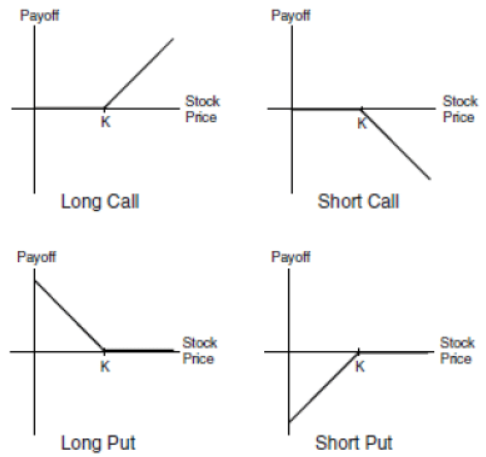 Payoff
Stock
Price
K
Long Call
Payoff
Stock
Price
K
Short Call
Payoff
Stock
Price
K
Long Put
Payoff
Stock
Price
K
Short Put